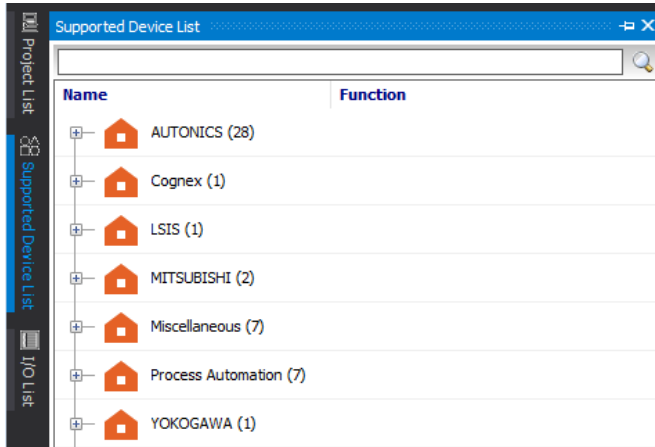 Project List
Supported Device List
I/O List
Supported Device List
Name Function
AUTONICS (28)
Cognex (1)
LSIS (1)
MITSUBISHI (2)
Miscellaneous (7)
Process Automation (7)
YOKOGAWA (1)